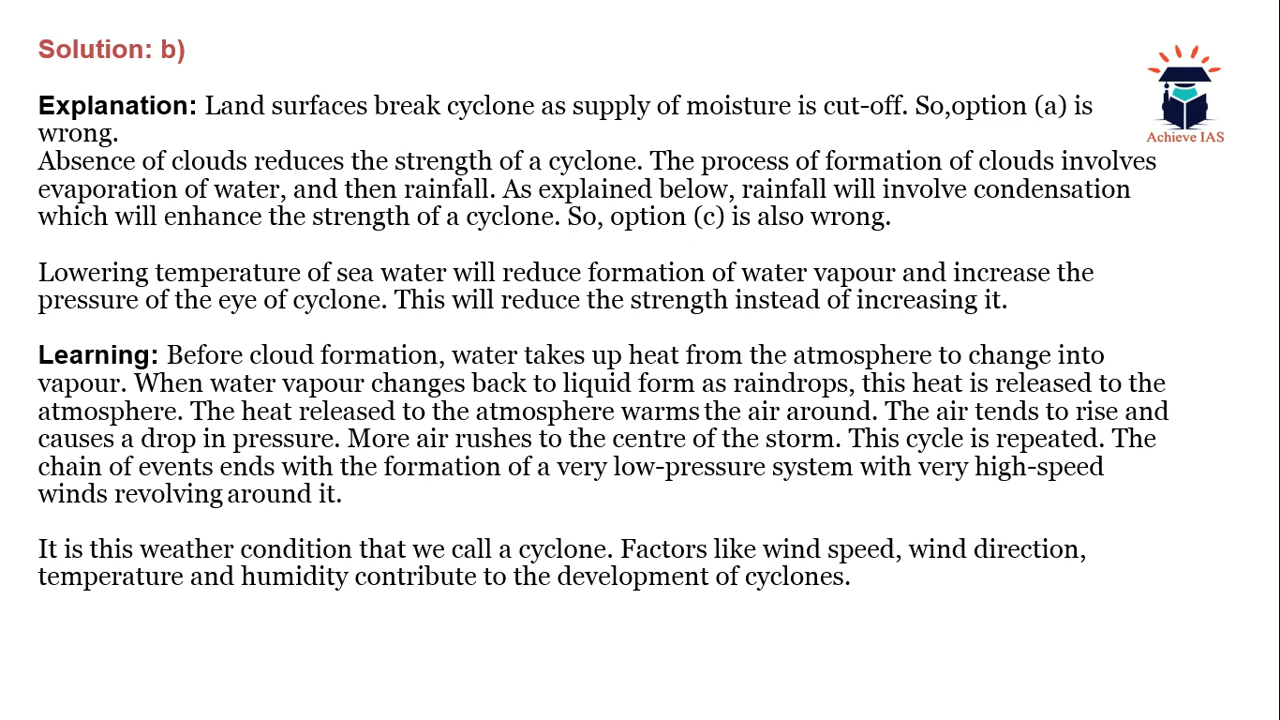 Solution: b)
Achieve IAS
Explanation: Land surfaces break cyclone as supply of moisture is cut-off. So,option (a) is
wrong.
Absence of clouds reduces the strength of a cyclone. The process of formation of clouds involves
evaporation of water, and then rainfall. As explained below, rainfall will involve condensation
which will enhance the strength of a cyclone. So, option (c) is also wrong.
Lowering temperature of sea water will reduce formation of water vapour and increase the
pressure of the eye of cyclone. This will reduce the strength instead of increasing it.
Learning: Before cloud formation, water takes up heat from the atmosphere to change into
vapour. When water vapour changes back to liquid form as raindrops, this heat is released to the
atmosphere. The heat released to the atmosphere warms the air around. The air tends to rise and
causes a drop in pressure. More air rushes to the centre of the storm. This cycle is repeated. The
chain of events ends with the formation of a very low-pressure system with very high-speed
winds revolving around it.
It is this weather condition that we call a cyclone. Factors like wind speed, wind direction,
temperature and humidity contribute to the development of cyclones.